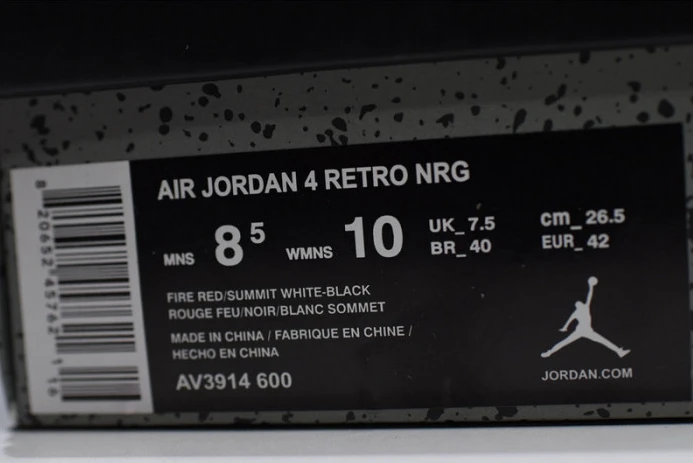 AIR JORDAN 4 RETRO NRG
MNS 8 5 WMNS 10 UK_7.5 cm_26.5
BR_40 EUR_42
FIRE RED/SUMMIT WHITE-BLACK
ROUGE FEU/NOIR/BLANC SOMMET
MADE IN CHINA / FABRIQUE EN CHINE /
HECHO EN CHINA
AV3914 600
JORDAN.COM